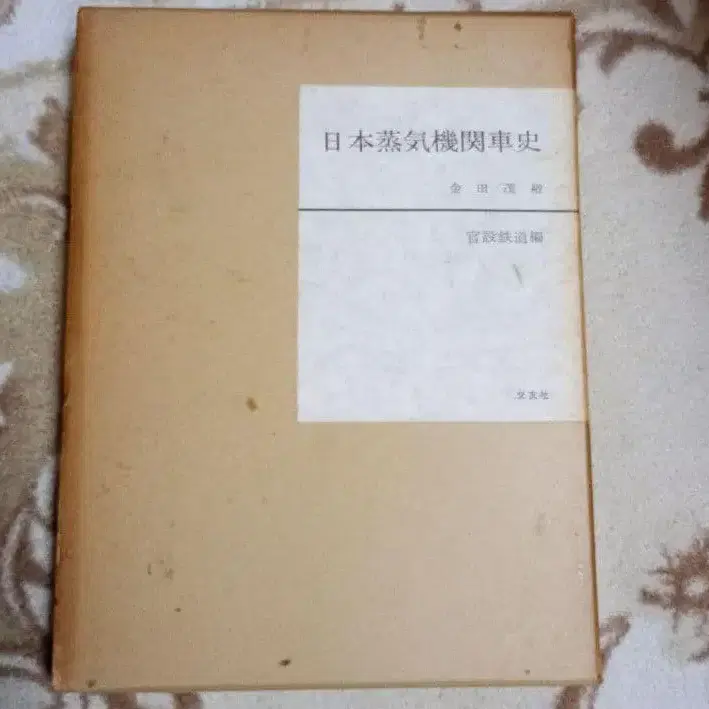 日本蒸気機関車史
金田茂裕
官設鉄道編
交友社